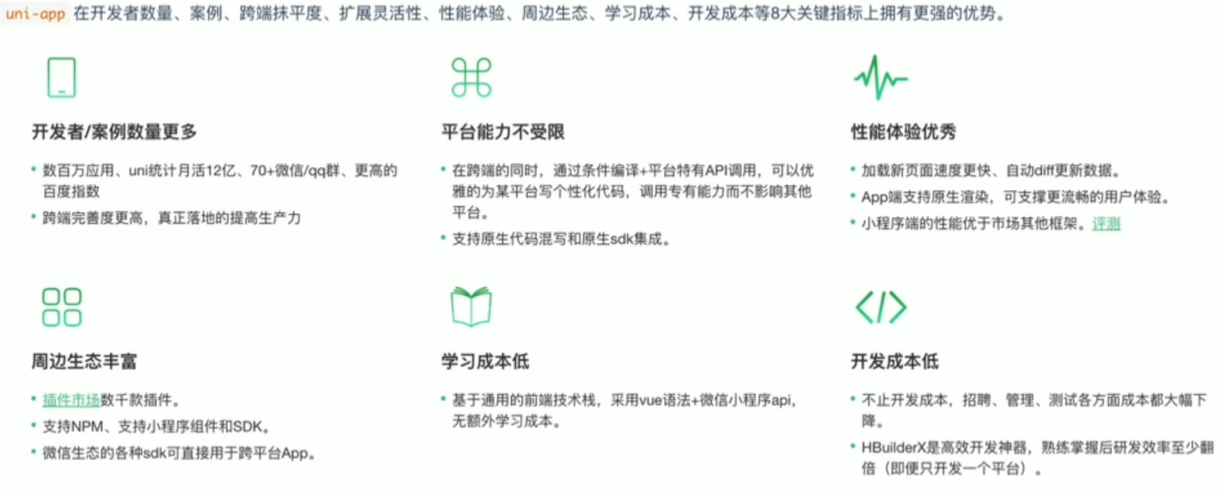 uni-app 在开发者数量、案例、跨端抹平度、扩展灵活性、性能体验、周边生态、学习成本、开发成本等8大关键指标上拥有更强的优势。
开发者/案例数量更多
• 数百万应用、uni统计月活12亿、70+微信/qq群、更高的
百度指数
• 跨端完善度更高，真正落地的提高生产力
平台能力不受限
• 在跨端的同时，通过条件编译+平台特有API调用，可以优
雅的为某平台写个性化代码，调用专有能力而不影响其他
平台。
• 支持原生代码混写和原生sdk集成。
性能体验优秀
• 加载新页面速度更快、自动diff更新数据。
• App端支持原生渲染，可支撑更流畅的用户体验。
• 小程序端的性能优于市场其他框架。评测
周边生态丰富
• 插件市场数千款插件。
• 支持NPM、支持小程序组件和SDK。
• 微信生态的各种sdk可直接用于跨平台App。
学习成本低
• 基于通用的前端技术栈，采用vue语法+微信小程序api，
无额外学习成本。
开发成本低
• 不止开发成本，招聘、管理、测试各方面成本都大幅下
降。
• HBuilderX是高效开发神器，熟练掌握后研发效率至少翻
倍（即便只开发一个平台）。